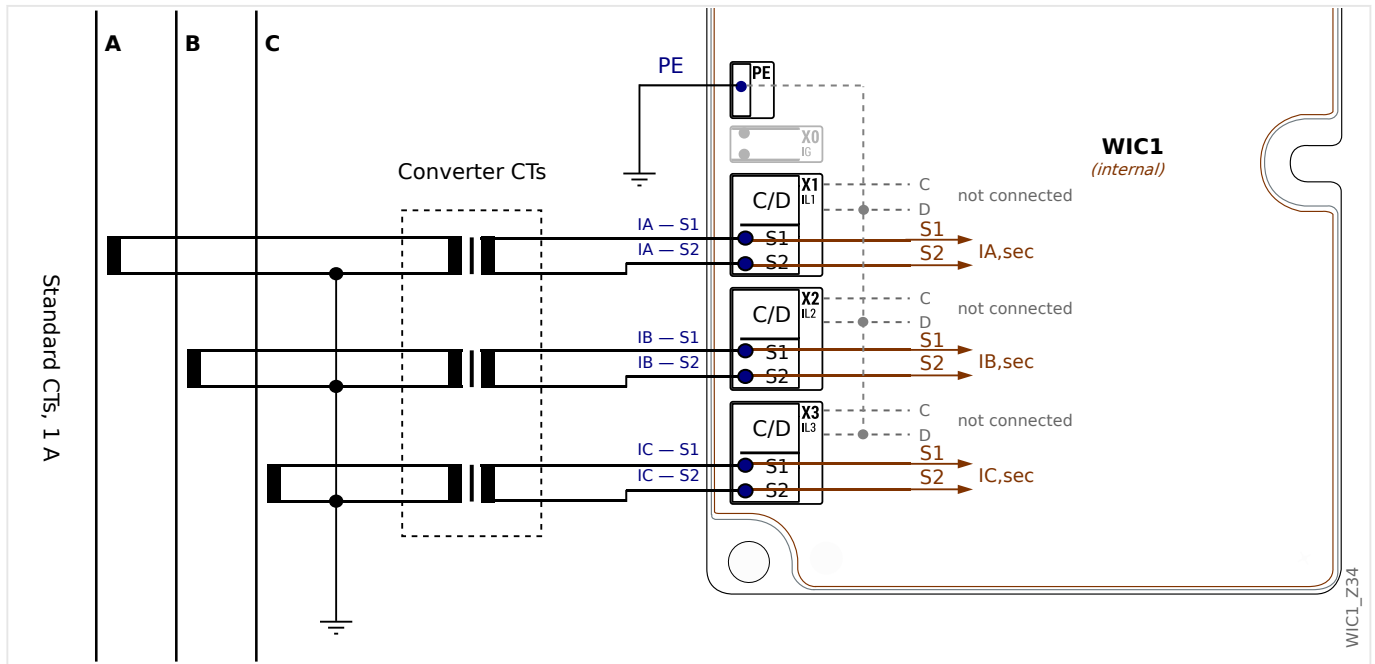 A
B
C
PE
PE
WIC1
(internal)
X0
IG
Converter CTs
X1
IL1
C/D
C
not connected
D
IA — S1
S1
S1
IA — S2
S2
S2
IA,sec
X2
IL2
C/D
C
not connected
D
IB — S1
S1
S1
IB — S2
S2
S2
IB,sec
X3
IL3
C/D
C
not connected
D
IC — S1
S1
S1
IC — S2
S2
S2
IC,sec
Standard CTs, 1 A
WIC1_Z34